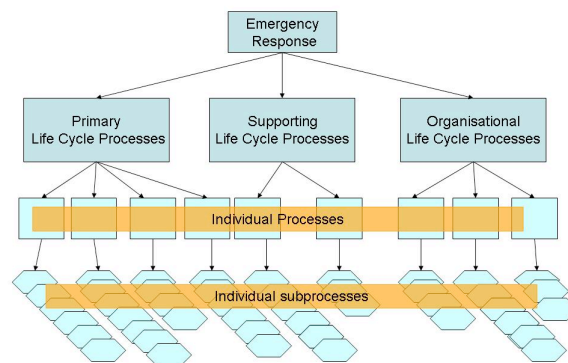 Emergency
Response
Primary
Life Cycle Processes
Supporting
Life Cycle Processes
Organisational
Life Cycle Processes
Individual Processes
Individual subprocesses